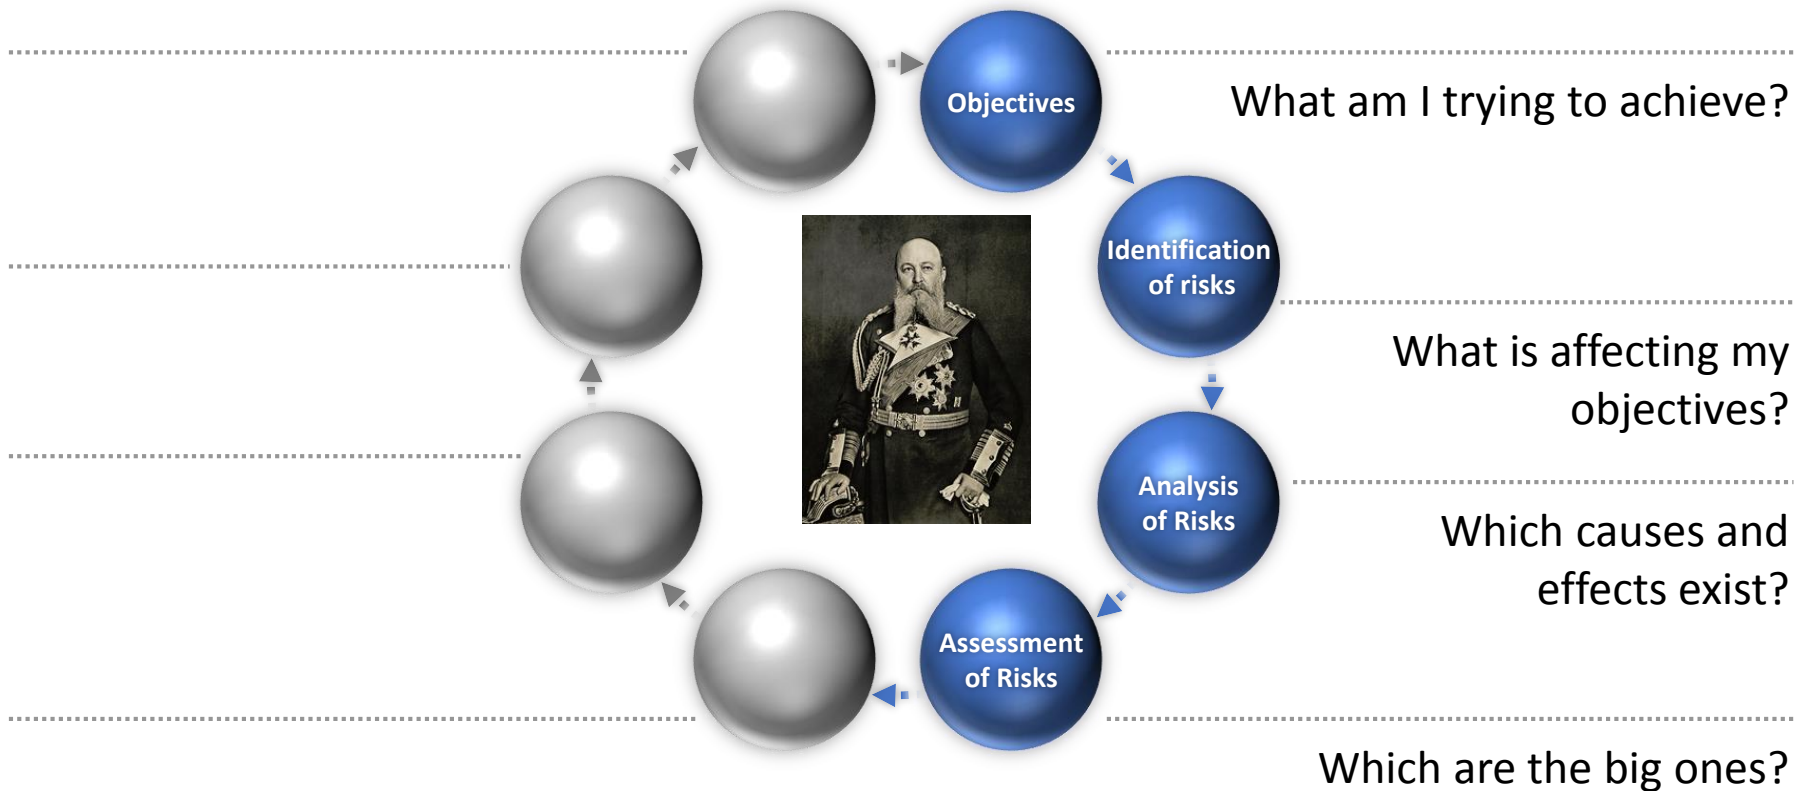 Objectives
What am I trying to achieve?
Identification
of risks
What is affecting my
objectives?
Analysis
of Risks
Which causes and
effects exist?
Assessment
of Risks
Which are the big ones?